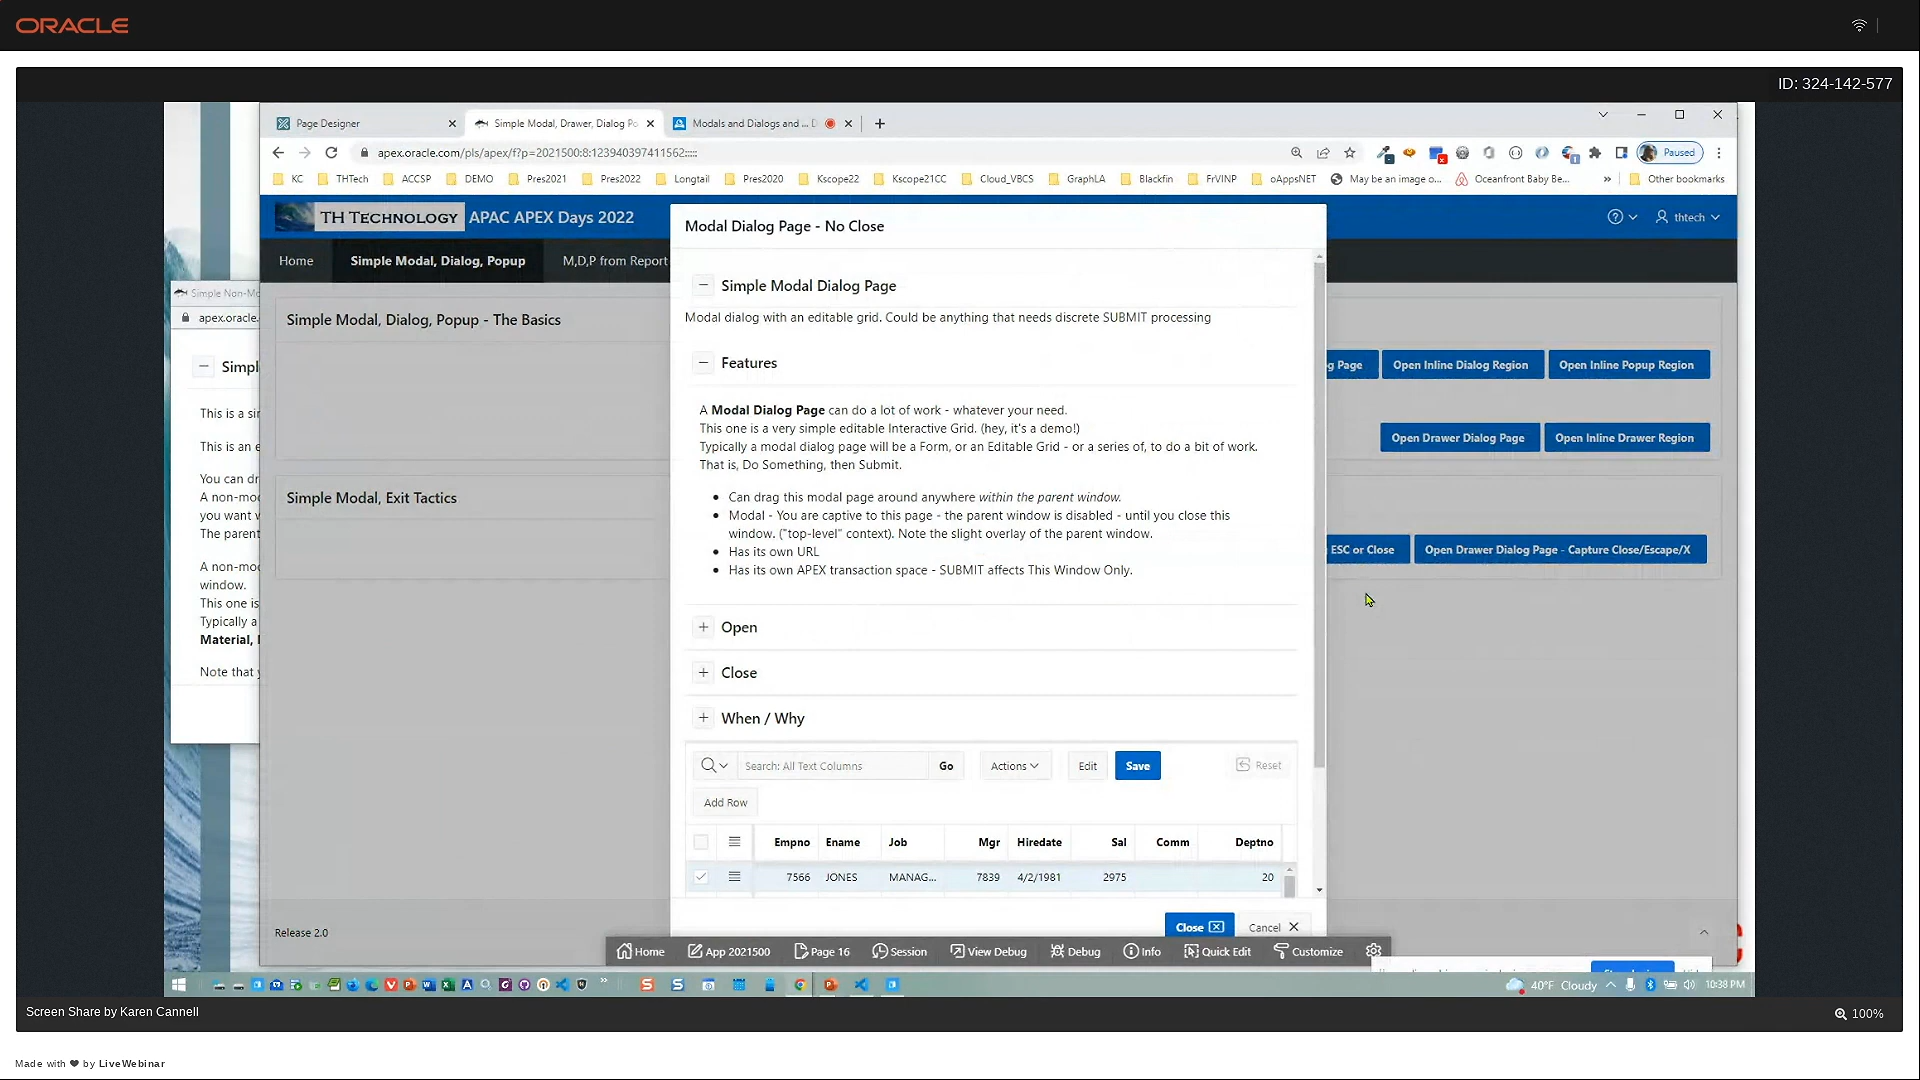 ORACLE
ID: 324-142-577
Page Designer
Simple Modal, Drawer, Dialog Po
Modals and Dialogs and ... D
apex.oracle.com/pls/apex/f?p=2021500:8:123940397411562:::::
Paused
KC
THTech
ACCSP
DEMO
Pres2021
Pres2022
Longtail
Pres2020
Kscope22
Kscope21CC
Cloud_VBCS
GraphLA
Blackfin
FrVINP
oAppsNET
May be an image o...
Oceanfront Baby Be...
»
Other bookmarks
TH TECHNOLOGY APAC APEX Days 2022
thtech
Home
Simple Modal, Dialog, Popup
M,D,P from Report
Simple Non-Mo
apex.oracle.
Simpl
This is a sir
This is an e
You can dr
A non-mod
you want w
The parent
A non-mod
window.
This one is
Typically a
Material,
Note that y
Simple Modal, Dialog, Popup - The Basics
g Page
Open Inline Dialog Region
Open Inline Popup Region
Open Drawer Dialog Page
Open Inline Drawer Region
Simple Modal, Exit Tactics
ESC or Close
Open Drawer Dialog Page - Capture Close/Escape/X
Release 2.0
Modal Dialog Page - No Close
Simple Modal Dialog Page
Modal dialog with an editable grid. Could be anything that needs discrete SUBMIT processing
Features
A Modal Dialog Page can do a lot of work - whatever your need.
This one is a very simple editable Interactive Grid. (hey, it's a demo!)
Typically a modal dialog page will be a Form, or an Editable Grid - or a series of, to do a bit of work.
That is, Do Something, then Submit.
• Can drag this modal page around anywhere within the parent window.
• Modal - You are captive to this page - the parent window is disabled - until you close this
window. ("top-level" context). Note the slight overlay of the parent window.
• Has its own URL
• Has its own APEX transaction space - SUBMIT affects This Window Only.
Open
Close
When / Why
Search: All Text Columns
Go
Actions
Edit
Save
Reset
Add Row
Empno Ename Job Mgr Hiredate Sal Comm Deptno
7566 JONES MANAG... 7839 4/2/1981 2975 20
Close
Cancel
Home
App 2021500
Page 16
Session
View Debug
Debug
Info
Quick Edit
Customize
40°F Cloudy
10:38 PM
Screen Share by Karen Cannell
100%
Made with ❤ by LiveWebinar